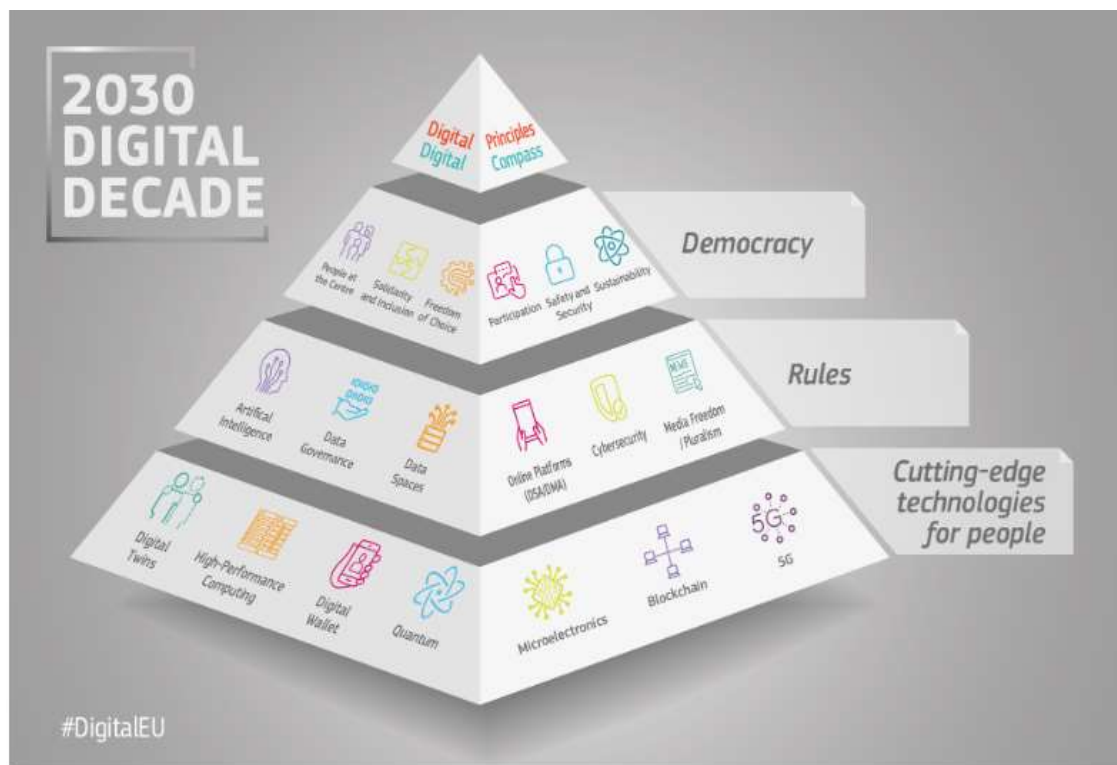 2030
DIGITAL
DECADE
Digital Principles
Digital Compass
People at
the Centre
Solidarity
and Inclusion
Freedom
of Choice
Participation
Safety and
Security
Sustainability
Democracy
Artifical
Intelligence
Data
Governance
Data
Spaces
Online Platforms
(DSA/DMA)
Cybersecurity
NEWS
Media Freedom
/Pluralism
Rules
Digital
Twins
High-Performance
Computing
Digital
Wallet
Quantum
Microelectronics
Blockchain
5G
5G
Cutting-edge
technologies
for people
#DigitalEU